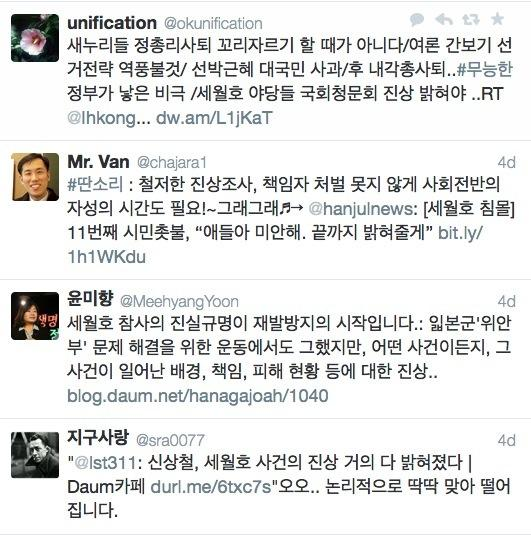 unification @okunification
새누리들 정총리사퇴 꼬리자르기 할 때가 아니다/여론 간보기 선
거전략 역풍불것/ 선박근혜 대국민 사과/후 내각총사퇴..#무능한
정부가 낳은 비극 /세월호 야당들 국회청문회 진상 밝혀야 ..RT
@lhkong... dw.am/L1jKaT
Mr. Van @chajara1 4d
#딴소리 : 철저한 진상조사, 책임자 처벌 못지 않게 사회전반의
자성의 시간도 필요!~그래그래♬→ @hanjulnews: [세월호 침몰]
11번째 시민촛불, “애들아 미안해. 끝까지 밝혀줄게” bit.ly/
1h1WKdu
윤미향 @MeehyangYoon 4d
세월호 참사의 진실규명이 재발방지의 시작입니다.: 일본군'위안
부' 문제 해결을 위한 운동에서도 그했지만, 어떤 사건이든지, 그
사건이 일어난 배경, 책임, 피해 현황 등에 대한 진상..
blog.daum.net/hanagajoah/1040
지구사랑 @sra0077 4d
"@lst311: 신상철, 세월호 사건의 진상 거의 다 밝혀졌다 |
Daum카페 durl.me/6txc7s"오오.. 논리적으로 딱딱 맞아 떨어
집니다.